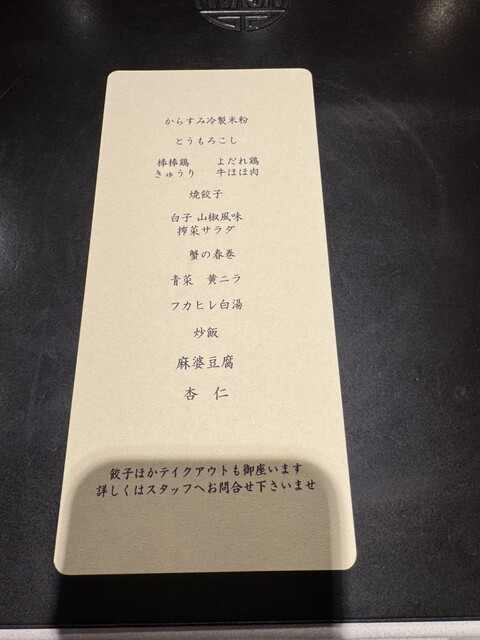 からすみ冷製米粉
とうもろこし
棒棒鶏　よだれ鶏
きゅうり　牛ほほ肉
焼餃子
白子 山椒風味
搾菜サラダ
蟹の春巻
青菜　黄ニラ
フカヒレ白湯
炒飯
麻婆豆腐
杏　仁
餃子ほかテイクアウトも御座います
詳しくはスタッフへお問合せ下さいませ